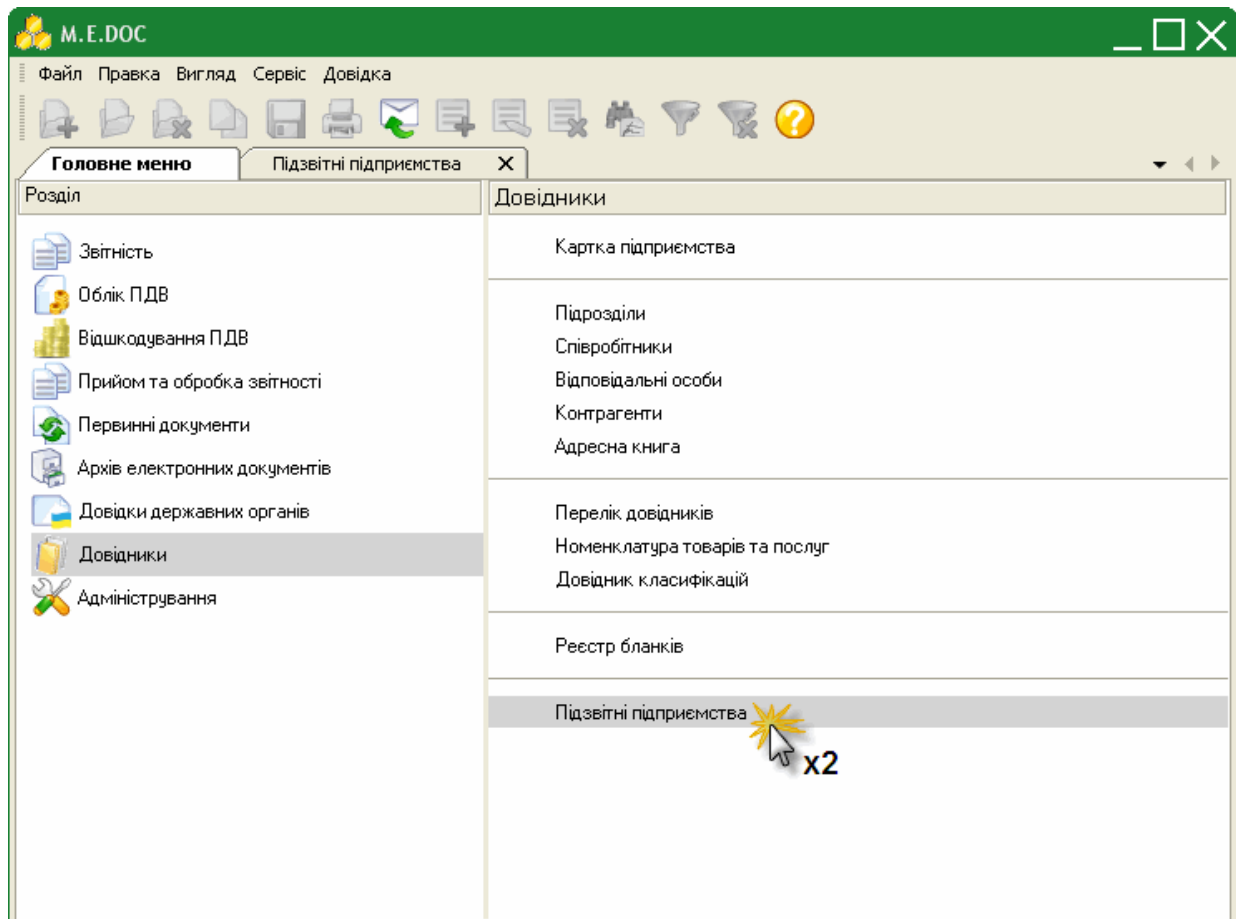 M.E.DOC
Файл Правка Вигляд Сервіс Довідка
Головне меню Підзвітні підприємства
Розділ
Звітність
Облік ПДВ
Відшкодування ПДВ
Прийом та обробка звітності
Первинні документи
Архів електронних документів
Довідки державних органів
Довідники
Адміністрування
Довідники
Картка підприємства
Підрозділи
Співробітники
Відповідальні особи
Контрагенти
Адресна книга
Перелік довідників
Номенклатура товарів та послуг
Довідник класифікацій
Реєстр бланків
Підзвітні підприємства
x2